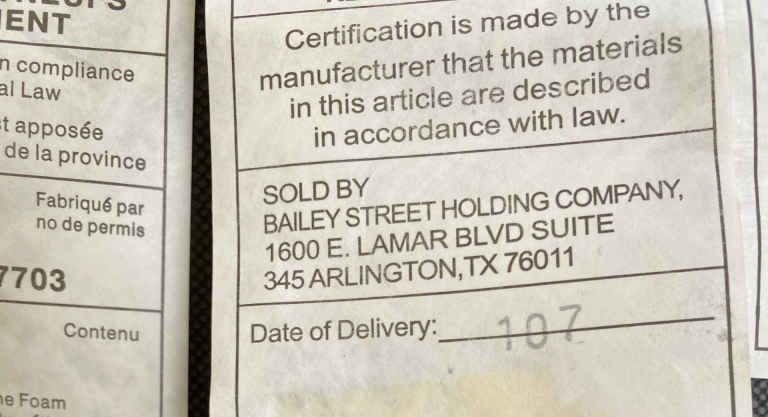 ENT
compliance
al Law
t apposée
de la province
Fabriqué par
no de permis
7703
Contenu
e Foam
Certification is made by the
manufacturer that the materials
in this article are described
in accordance with law.
SOLD BY
BAILEY STREET HOLDING COMPANY,
1600 E. LAMAR BLVD SUITE
345 ARLINGTON,TX 76011
Date of Delivery: 107